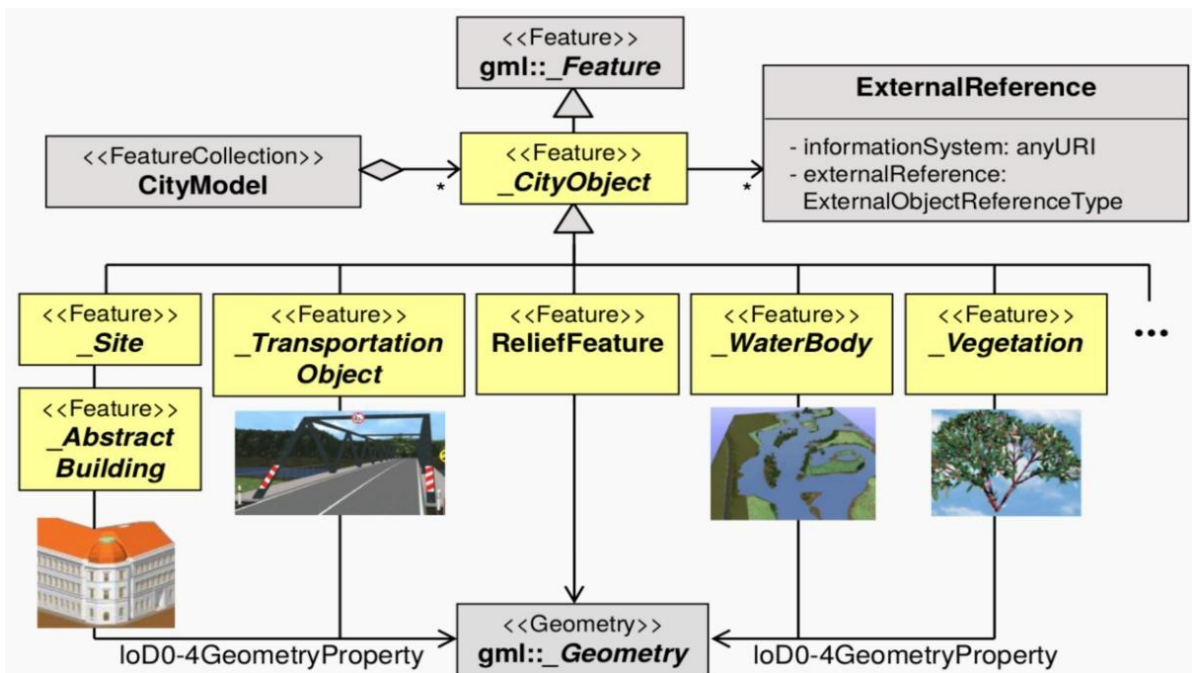 <<Feature>>
gml::_Feature
ExternalReference
- informationSystem: anyURI
- externalReference:
ExternalObjectReferenceType
<<FeatureCollection>>
CityModel
*
<<Feature>>
_CityObject
*
<<Feature>>
_Site
<<Feature>>
_Transportation
Object
<<Feature>>
ReliefFeature
<<Feature>>
_WaterBody
<<Feature>>
_Vegetation
...
<<Feature>>
_Abstract
Building
<<Geometry>>
gml::_Geometry
loD0-4GeometryProperty
loD0-4GeometryProperty